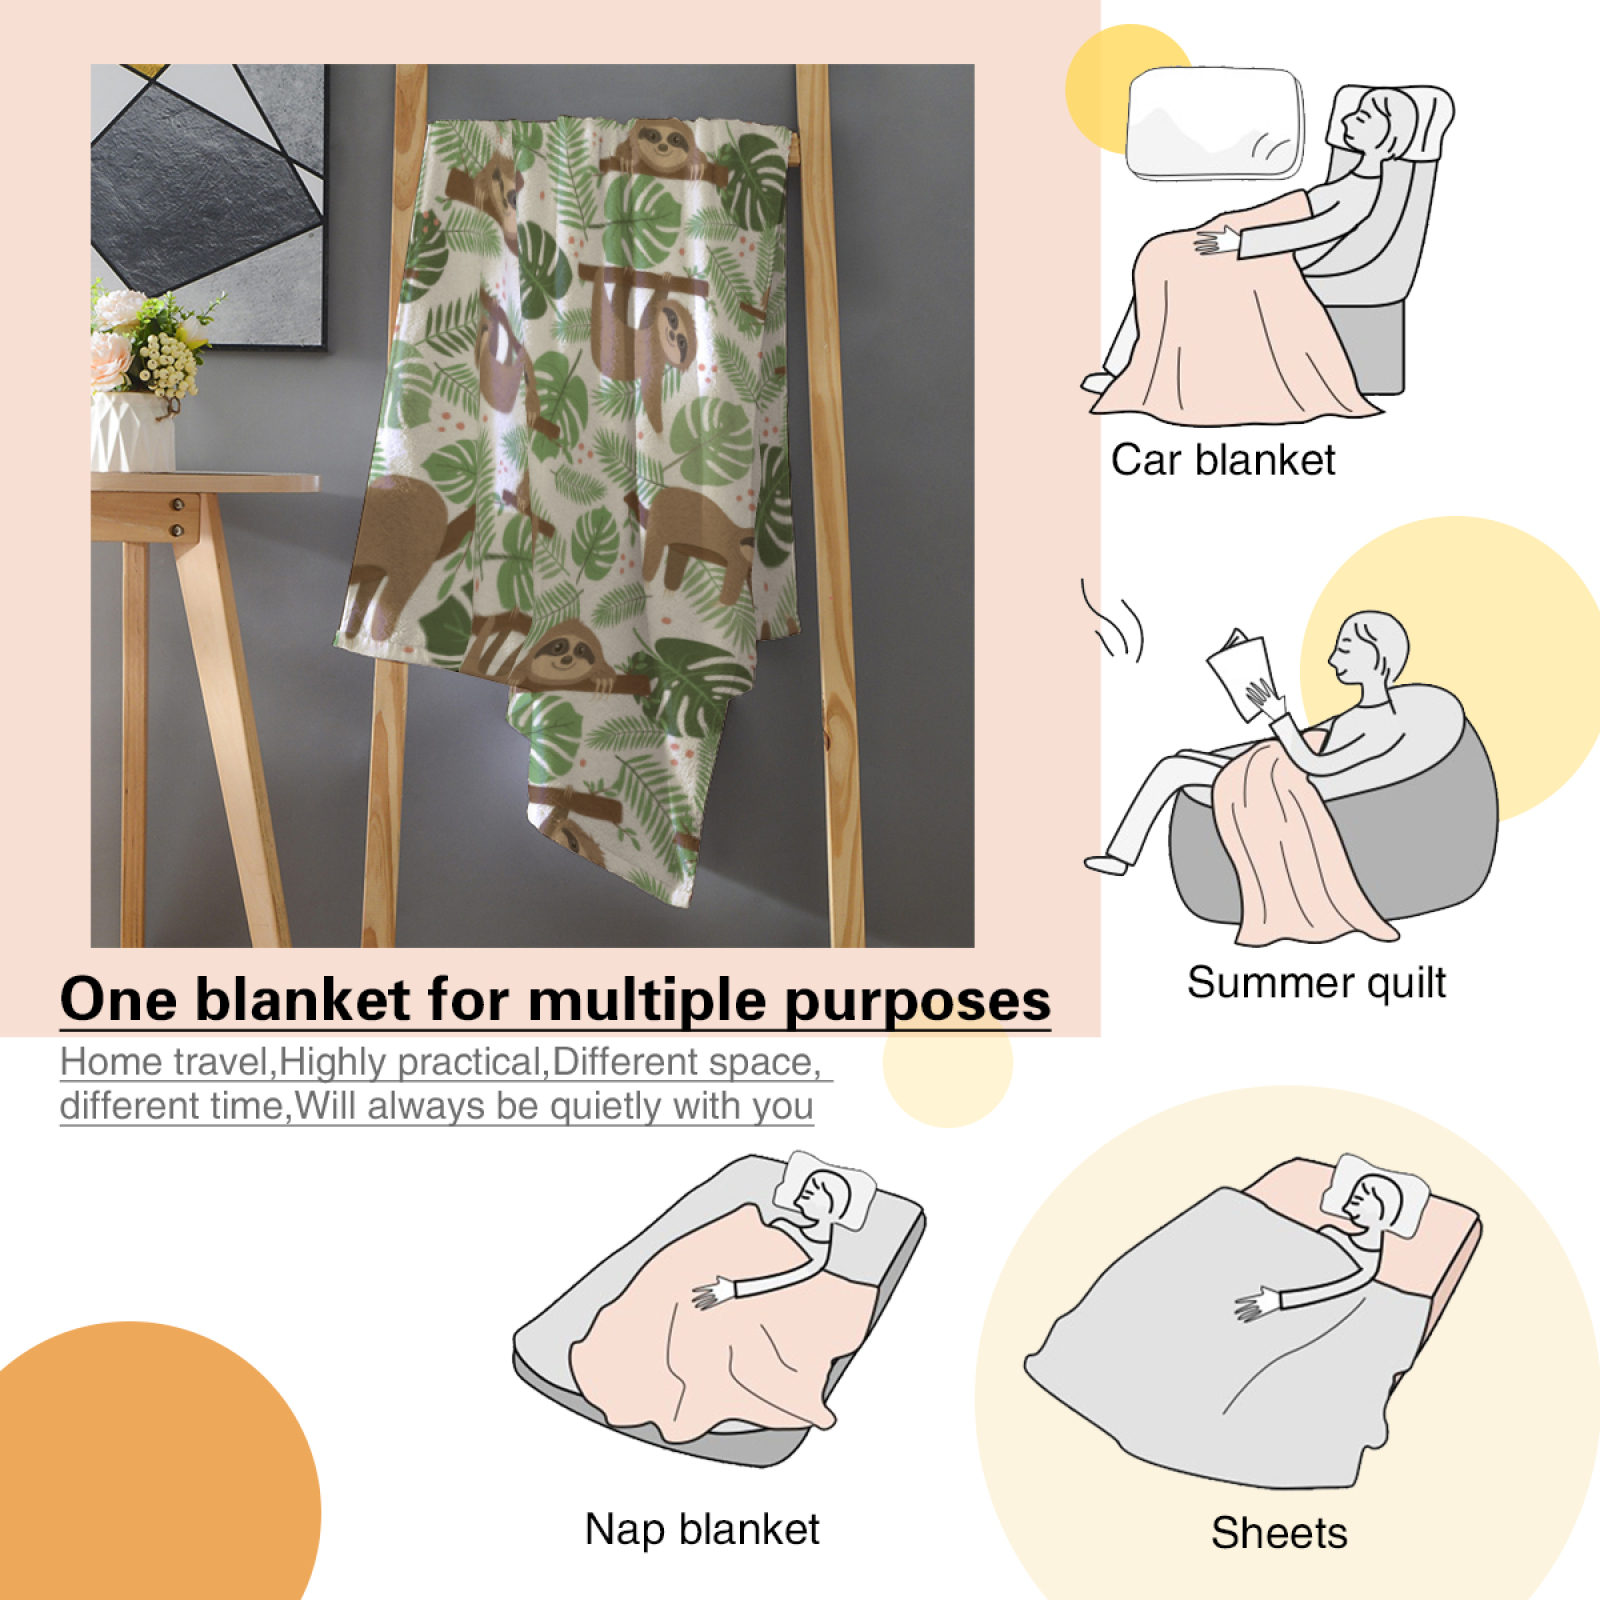 Car blanket
Summer quilt
One blanket for multiple purposes
Home travel,Highly practical,Different space,
different time,Will always be quietly with you
Nap blanket
Sheets